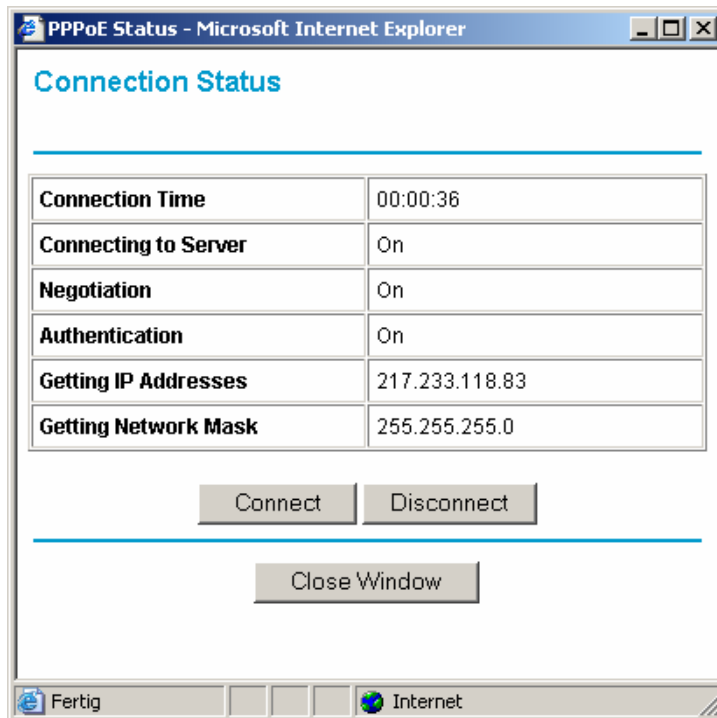 PPPoE Status - Microsoft Internet Explorer
Connection Status
Connection Time 00:00:36
Connecting to Server On
Negotiation On
Authentication On
Getting IP Addresses 217.233.118.83
Getting Network Mask 255.255.255.0
Connect Disconnect
Close Window
Fertig Internet